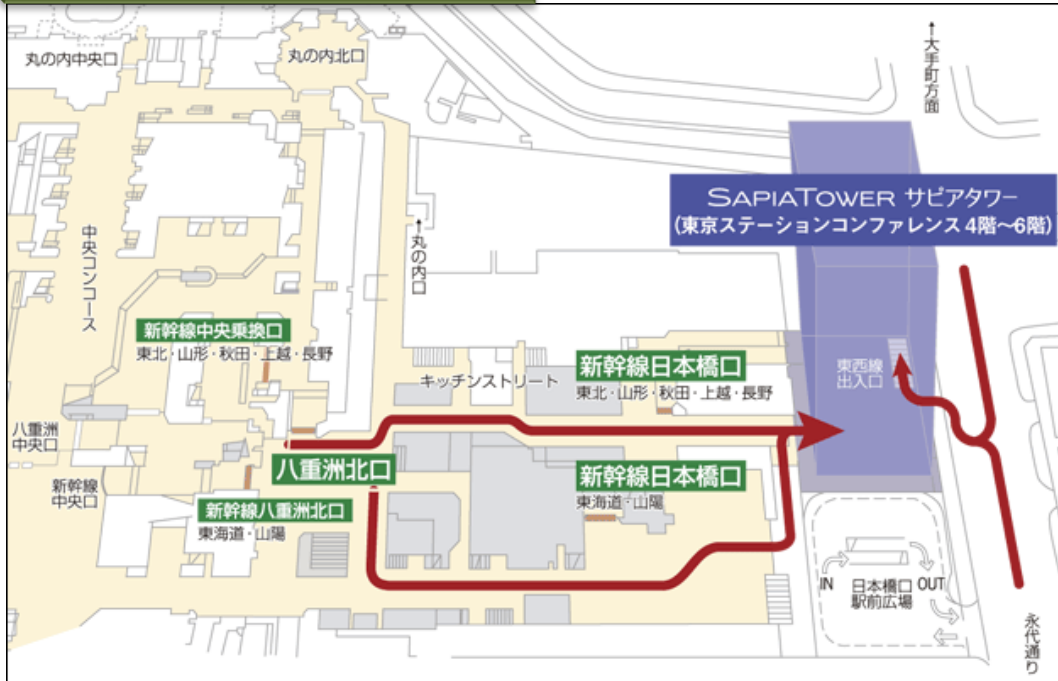 丸の内中央口
丸の内北口
↑大手町方面
SAPIATOWER サピアタワー
(東京ステーションコンファレンス 4階～6階)
中央コンコース
↑丸の内口
新幹線中央乗換口
東北・山形・秋田・上越・長野
キッチンストリート
新幹線日本橋口
東北・山形・秋田・上越・長野
東西線
出入口
八重洲
中央口
八重洲北口
新幹線
中央口
新幹線八重洲北口
東海道・山陽
新幹線日本橋口
東海道・山陽
IN
日本橋口
駅前広場
OUT
永代通り